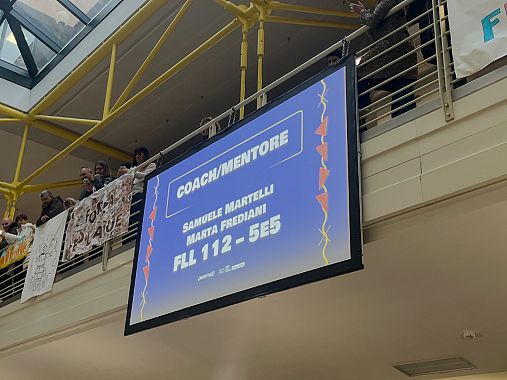 COACH/MENTORE
SAMUELE MARTELLI
MARTA FREDIANI
FLL 112 - 5E5